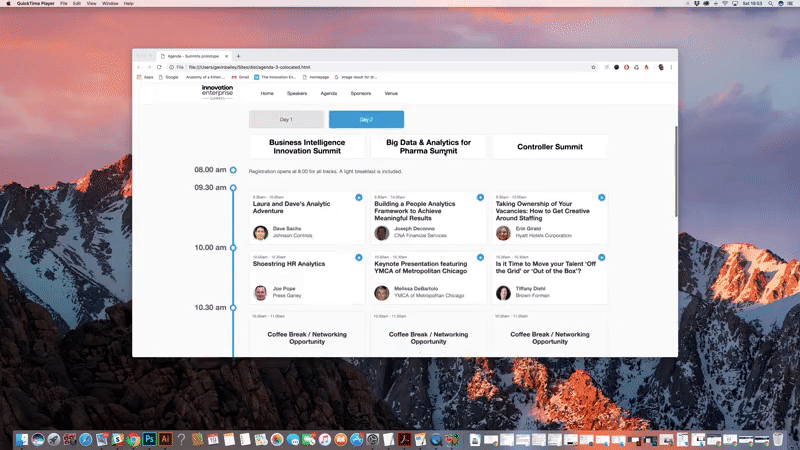 QuickTime Player File Edit View Window Help
Sat 19:53
Agenda - Summits prototype
File file:///Users/gavinbailey/Sites/dist/agenda-3-colocated.html
Apps Google Anatomy of a Kitten Gmail The Innovation En... Homepage image result for dr...
innovation
enterprise
SUMMITS
Home Speakers Agenda Sponsors Venue
Day 1 Day 2
Business Intelligence
Innovation Summit
Big Data & Analytics for
Pharma Summit
Controller Summit
08.00 am
Registration opens at 8.00 for all tracks. A light breakfast is included.
09.30 am
9.30am - 10.00am
Laura and Dave's Analytic
Adventure
Dave Sachs
Johnson Controls
9.30am - 10.00am
Building a People Analytics
Framework to Achieve
Meaningful Results
Joseph Deconno
CNA Financial Services
9.30am - 10.00am
Taking Ownership of Your
Vacancies: How to Get Creative
Around Staffing
Erin Girald
Hyatt Hotels Corporation
10.00 am
10.00am - 10.30am
Shoestring HR Analytics
Joe Pope
Press Ganey
10.00am - 10.30am
Keynote Presentation featuring
YMCA of Metropolitan Chicago
Melissa DeBartolo
YMCA of Metropolitan Chicago
10.00am - 10.30am
Is it Time to Move your Talent 'Off
the Grid' or 'Out of the Box'?
Tiffany Diehl
Brown-Forman
10.30 am
10.30am - 11.00am
Coffee Break / Networking
Opportunity
10.30am - 11.00am
Coffee Break / Networking
Opportunity
10.30am - 11.00am
Coffee Break / Networking
Opportunity
Ps Ai